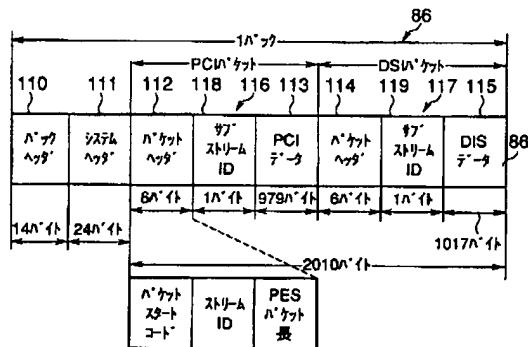 86
1パック
PCIパケット
DSIパケット
110 111 112 118 116 113 114 119 117 115
パック
ヘッダ
システム
ヘッダ
パケット
ヘッダ
サブ
ストリーム
ID
PCI
データ
パケット
ヘッダ
サブ
ストリーム
ID
DIS
データ
86
6バイト 1バイト 979バイト 6バイト 1バイト
14バイト 24バイト 1017バイト
2010バイト
パケット
スタート
コード
ストリーム
ID
PES
パケット
長